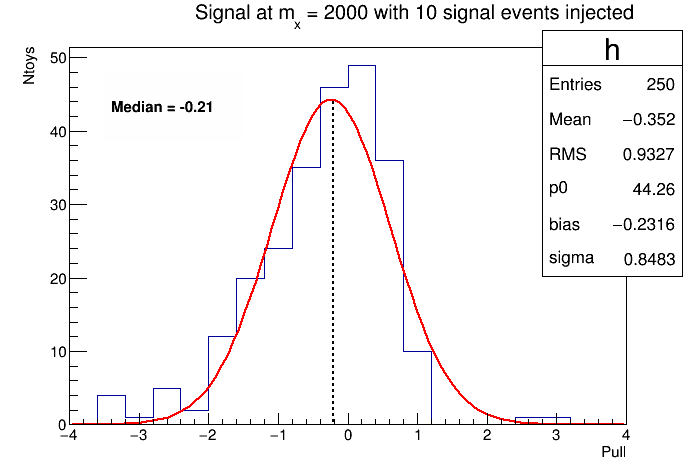 Signal at mx = 2000 with 10 signal events injected
h
Entries 250
Mean −0.352
RMS 0.9327
p0 44.26
bias −0.2316
sigma 0.8483
Ntoys
Median = -0.21
50
40
30
20
10
0
−4 −3 −2 −1 0 1 2 3 4
Pull